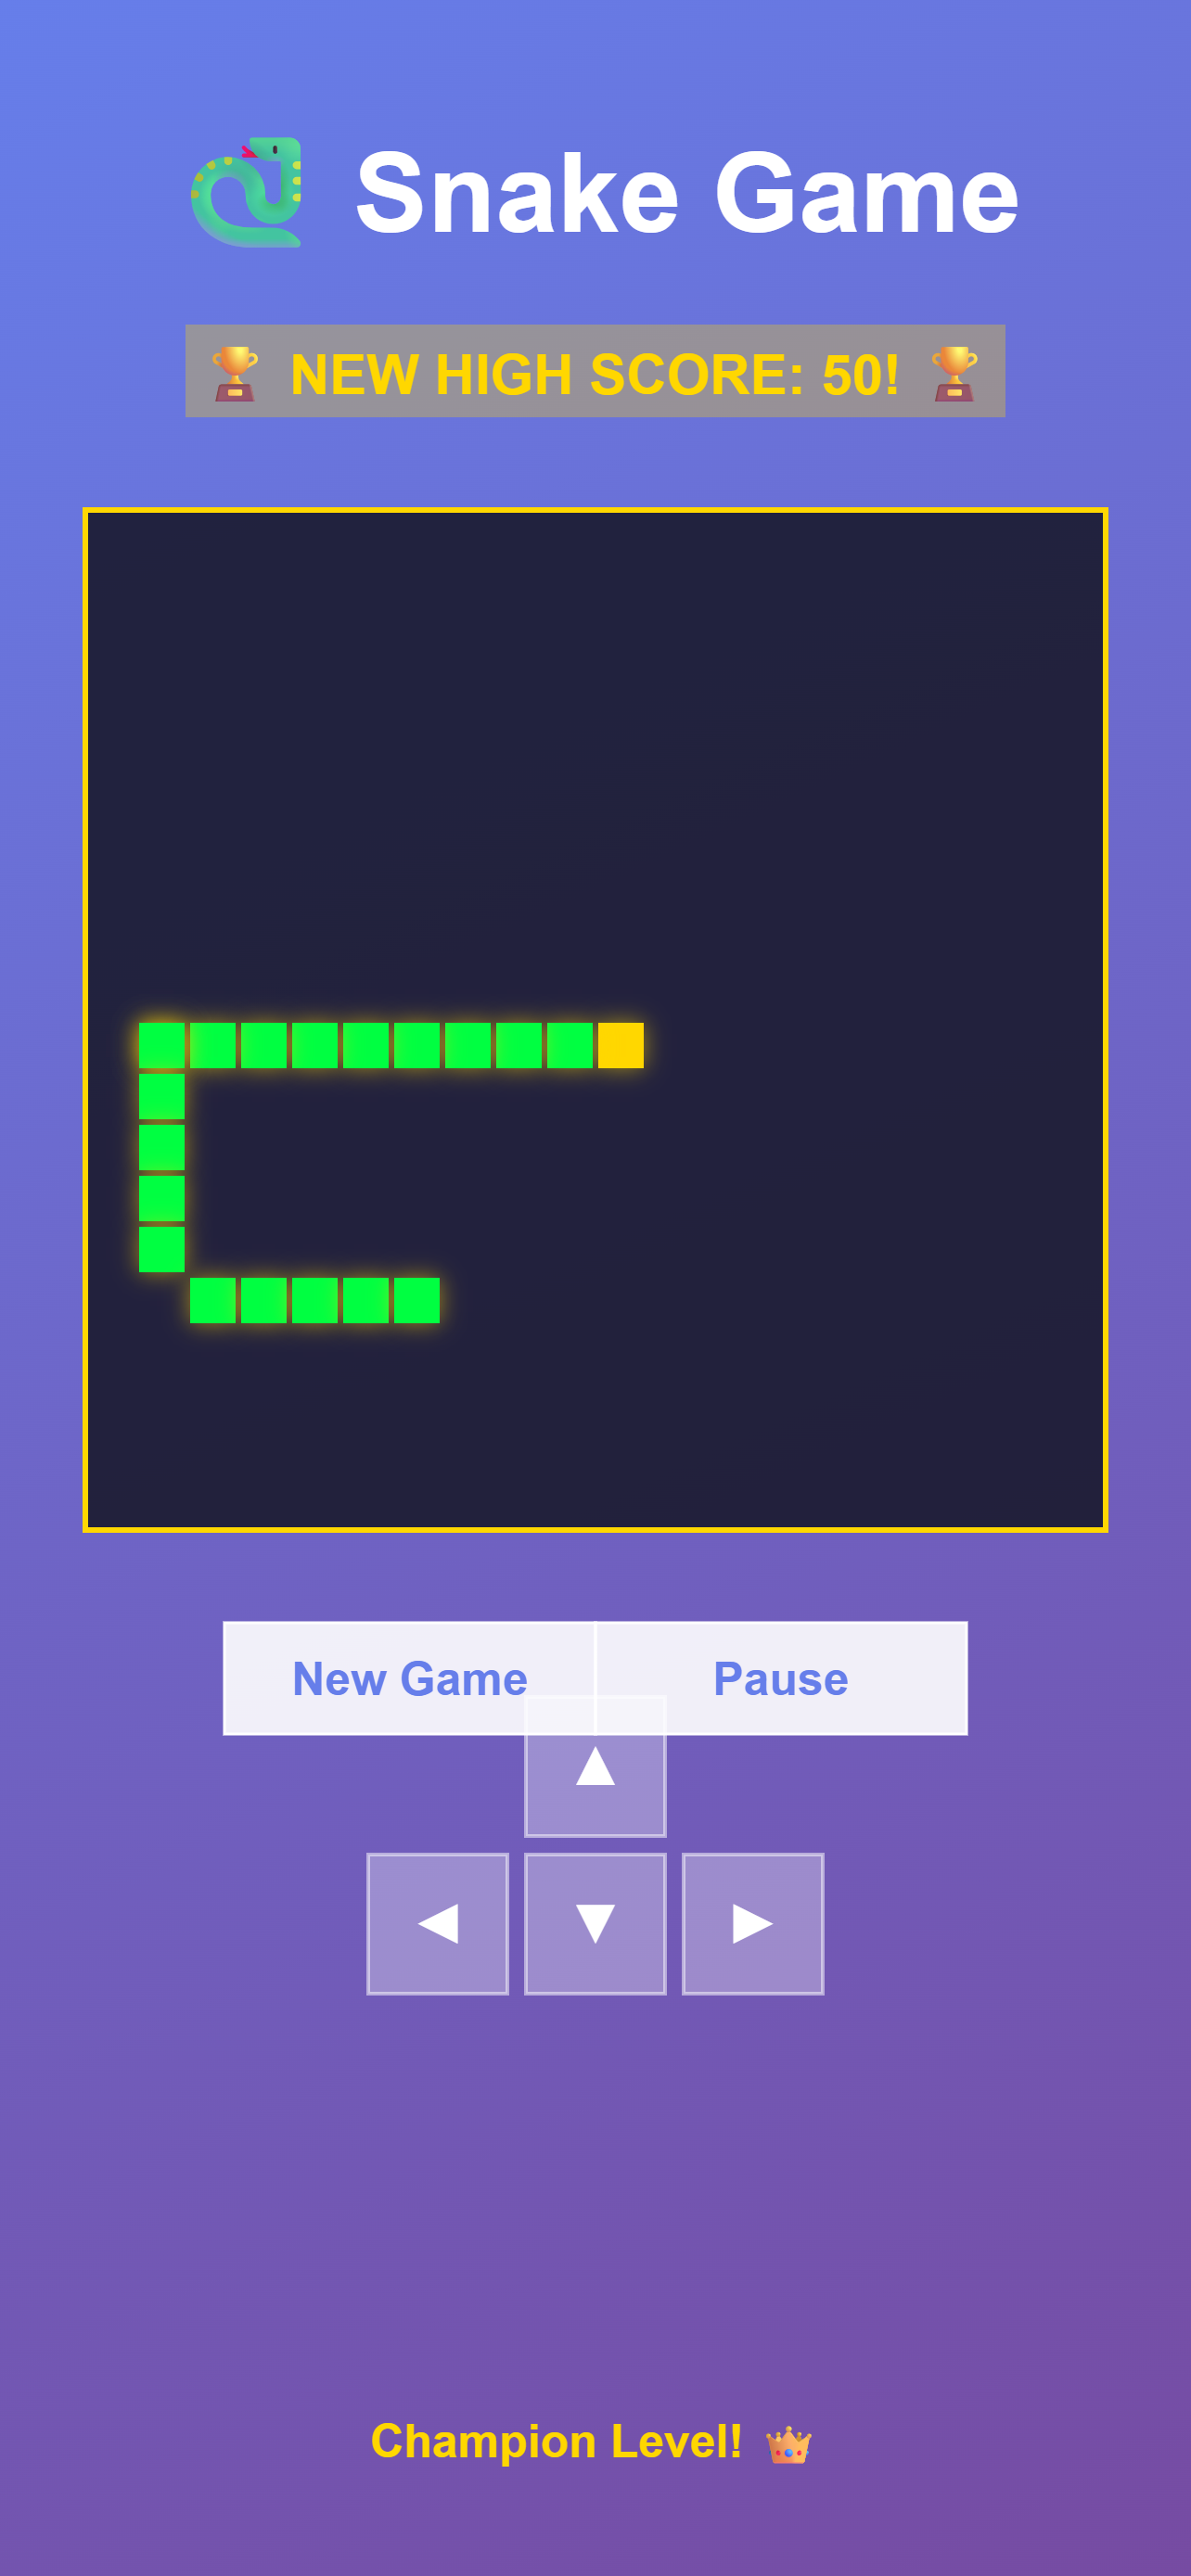 Snake Game
NEW HIGH SCORE: 50!
New Game
Pause
▲
◀ ▼ ▶
Champion Level!